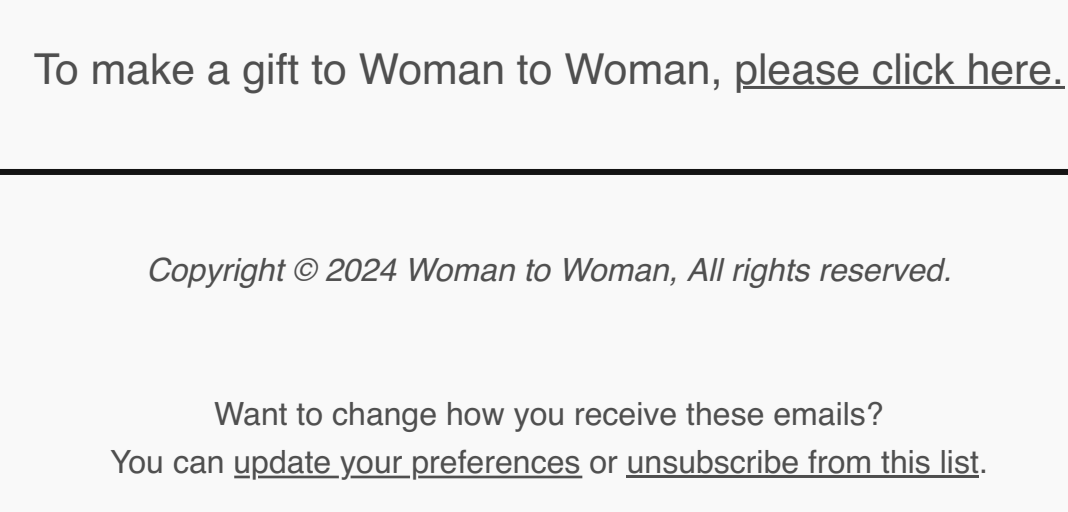 To make a gift to Woman to Woman, please click here.
Copyright © 2024 Woman to Woman, All rights reserved.
Want to change how you receive these emails?
You can update your preferences or unsubscribe from this list.